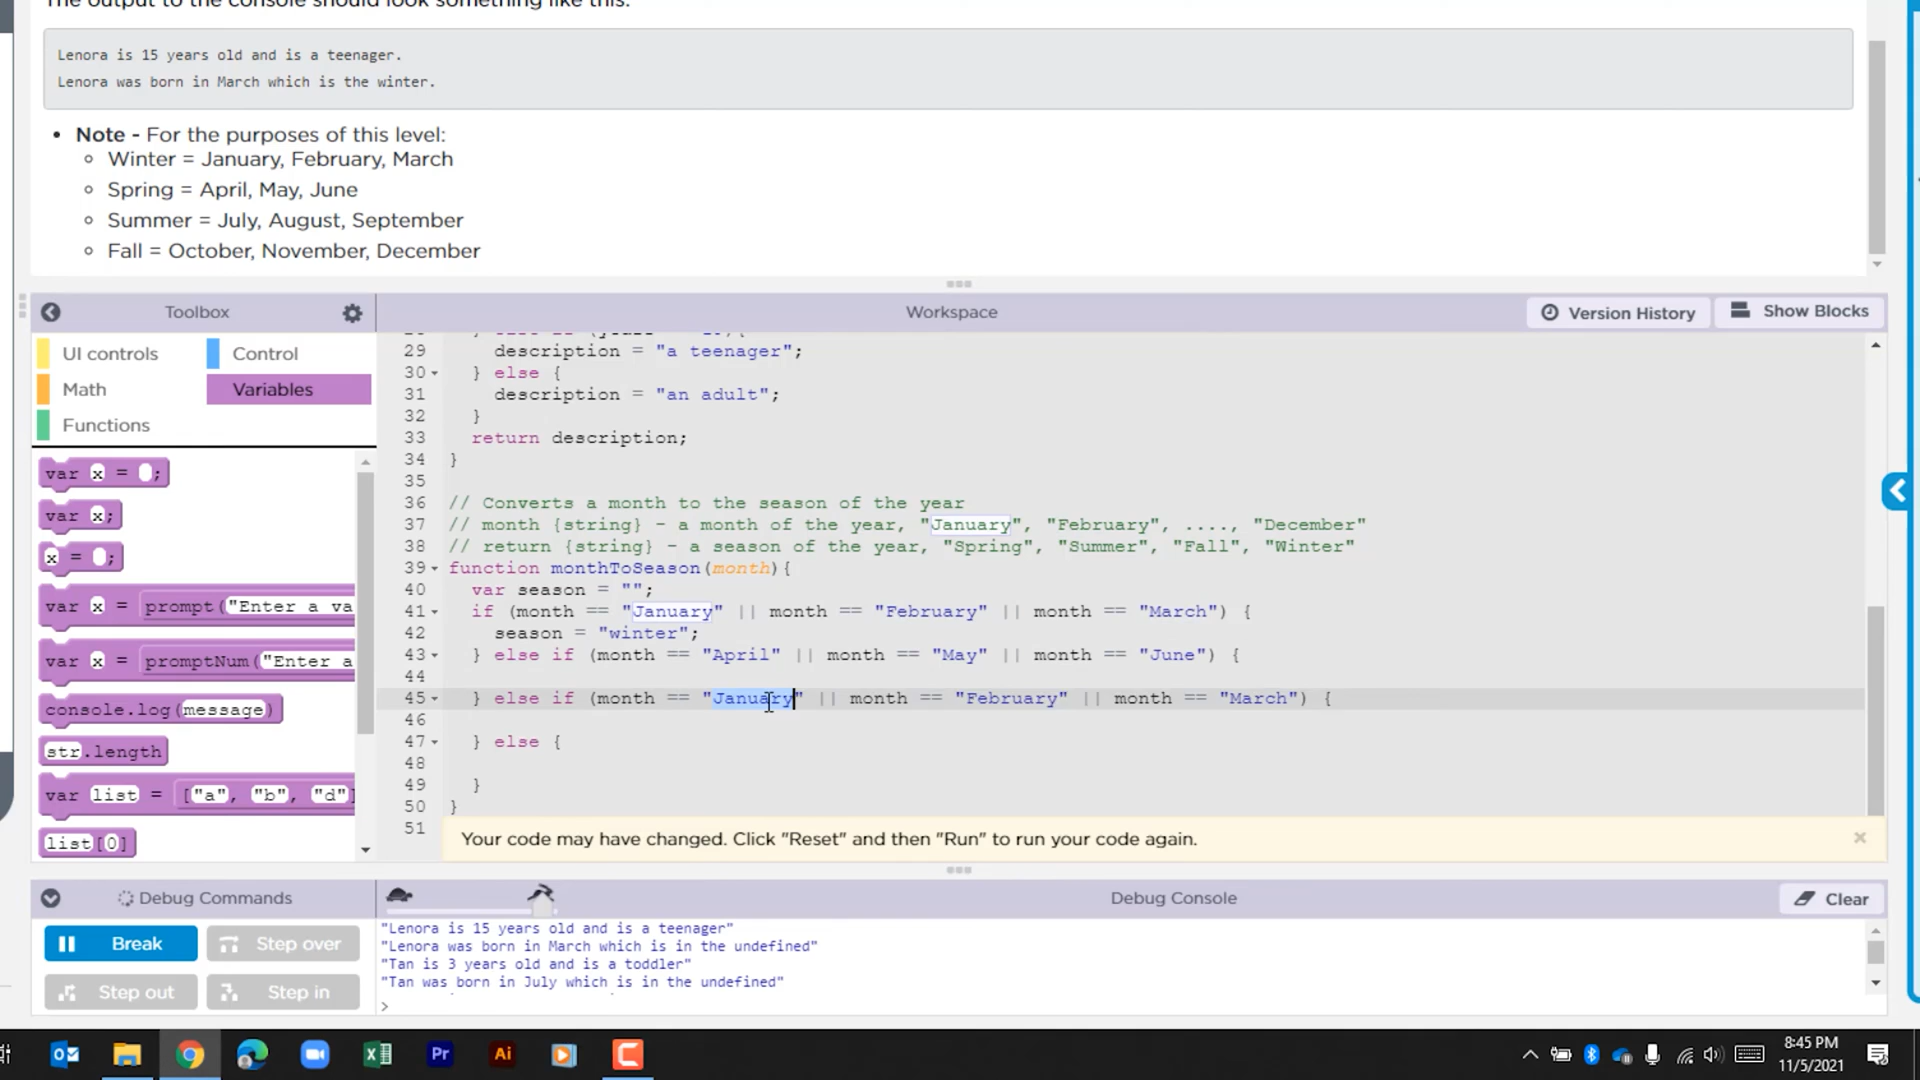 The output to the console should look something like this:
Lenora is 15 years old and is a teenager.
Lenora was born in March which is the winter.
Note - For the purposes of this level:
Winter = January, February, March
Spring = April, May, June
Summer = July, August, September
Fall = October, November, December
Toolbox
Workspace
Version History
Show Blocks
UI controls
Control
Math
Variables
Functions
var x = ;
var x;
x = ;
var x = prompt("Enter a va
var x = promptNum("Enter a
console.log(message)
str.length
var list = ["a", "b", "d"]
list[0]
29 description = "a teenager";
30 } else {
31 description = "an adult";
32 }
33 return description;
34 }
35
36 // Converts a month to the season of the year
37 // month {string} - a month of the year, "January", "February", ...., "December"
38 // return {string} - a season of the year, "Spring", "Summer", "Fall", "Winter"
39 function monthToSeason(month){
40 var season = "";
41 if (month == "January" || month == "February" || month == "March") {
42 season = "winter";
43 } else if (month == "April" || month == "May" || month == "June") {
44
45 } else if (month == "January" || month == "February" || month == "March") {
46
47 } else {
48
49 }
50 }
51
Your code may have changed. Click "Reset" and then "Run" to run your code again.
Debug Commands
Debug Console
Clear
Break
Step over
Step out
Step in
"Lenora is 15 years old and is a teenager"
"Lenora was born in March which is in the undefined"
"Tan is 3 years old and is a toddler"
"Tan was born in July which is in the undefined"
>
Pr
Ai
8:45 PM
11/5/2021